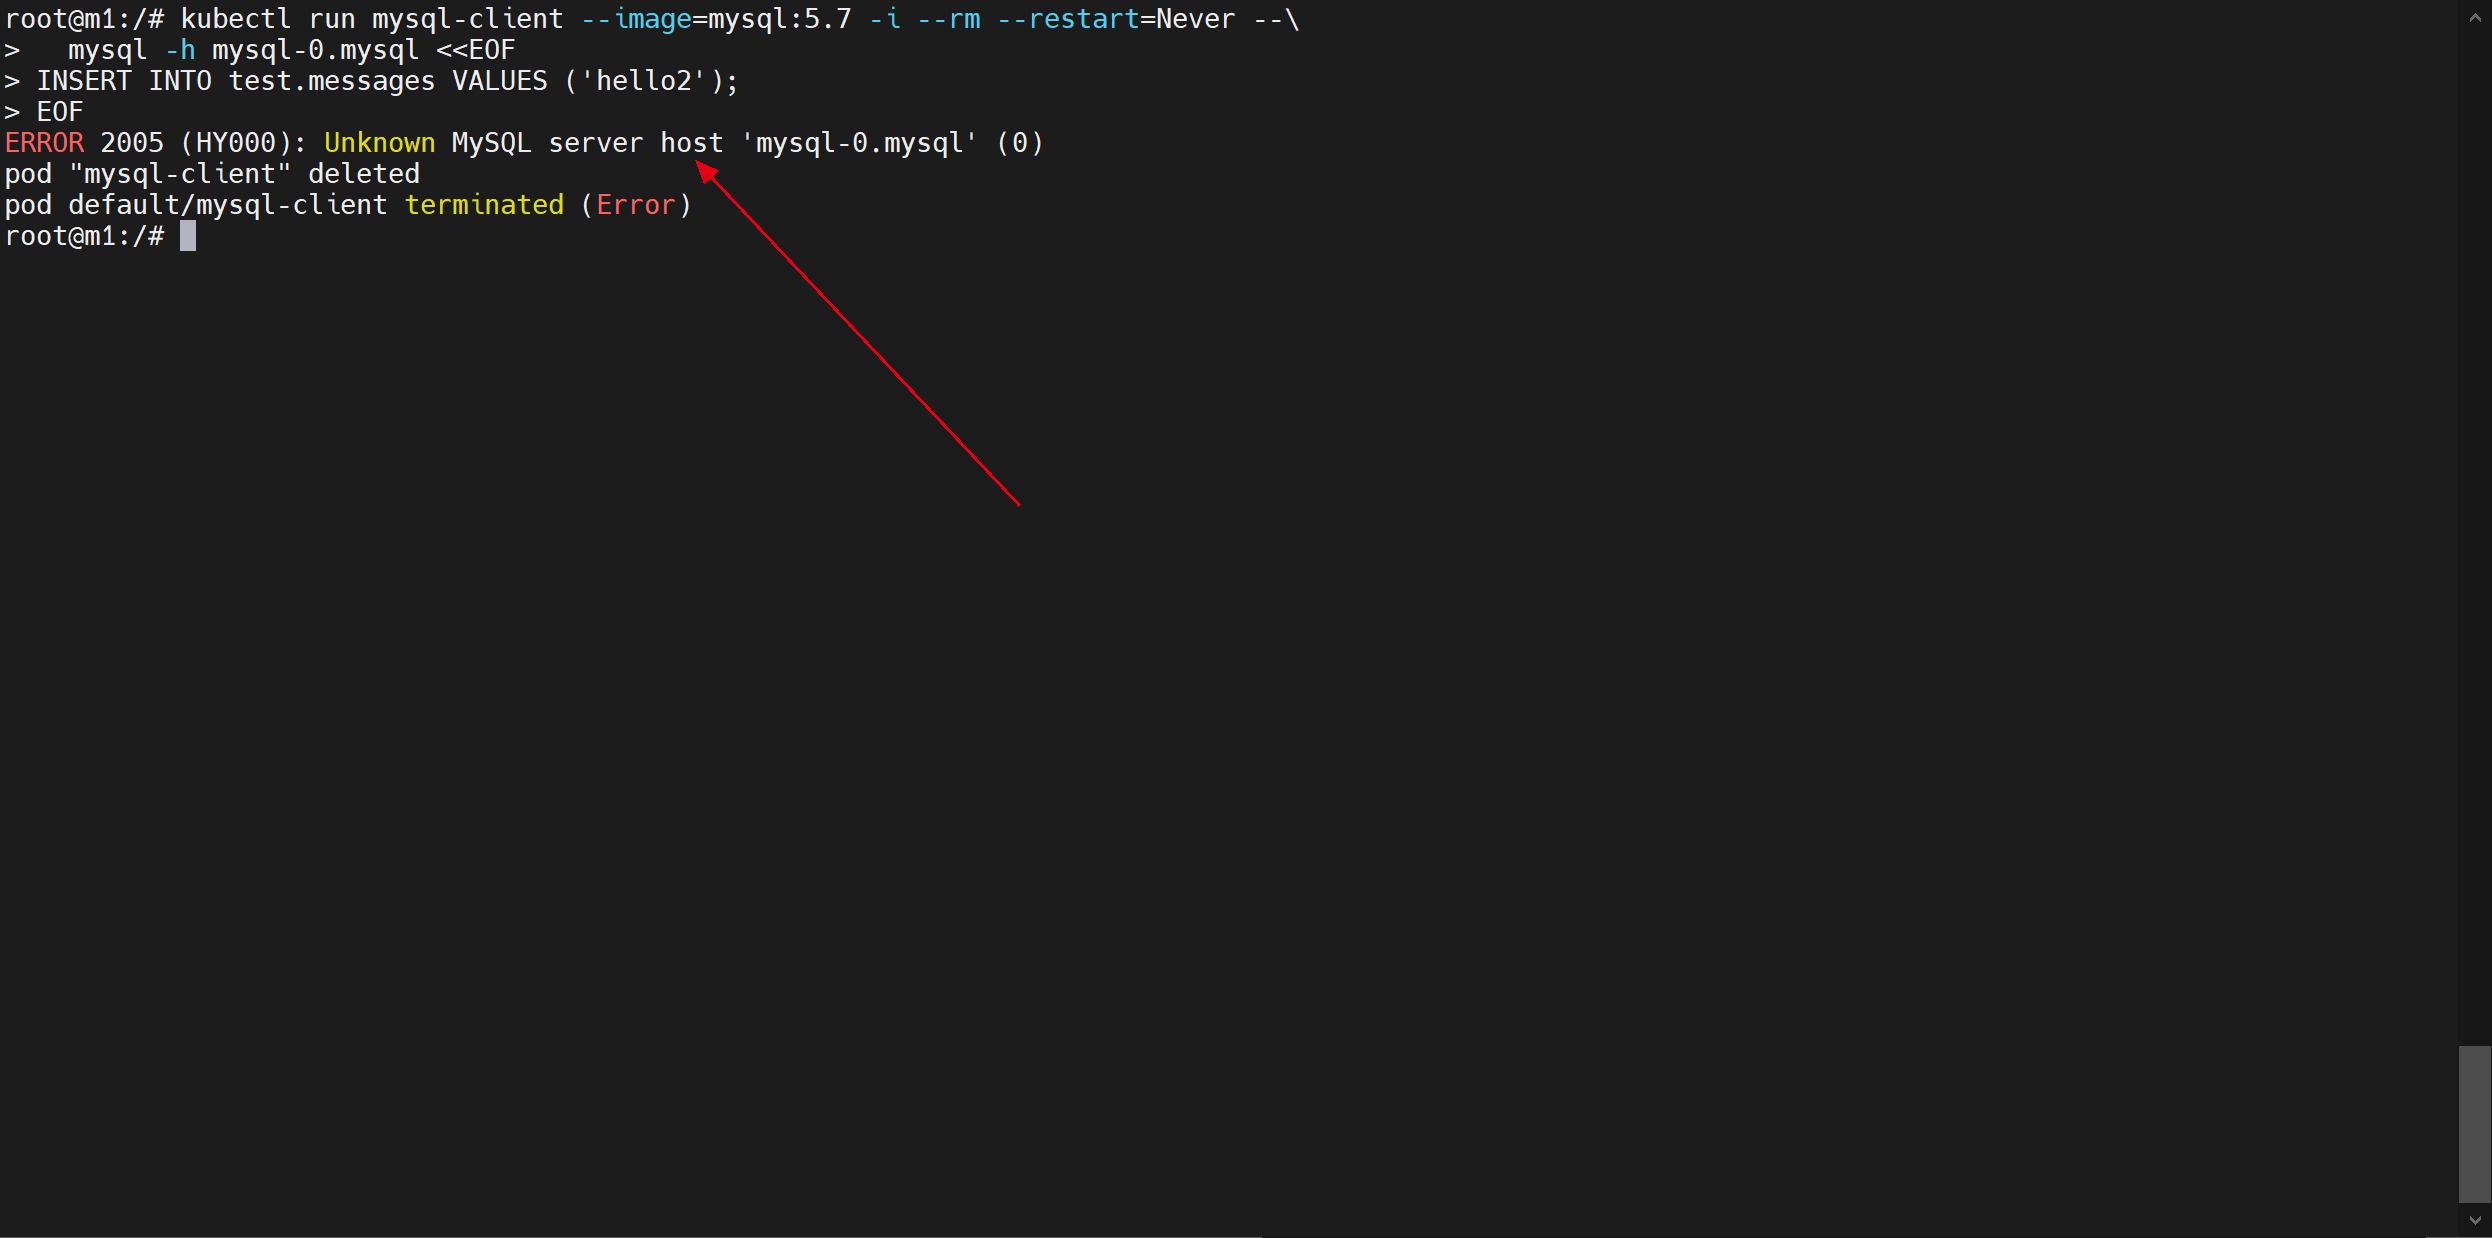 root@m1:/# kubectl run mysql-client --image=mysql:5.7 -i --rm --restart=Never --\
>   mysql -h mysql-0.mysql <<EOF
> INSERT INTO test.messages VALUES ('hello2');
> EOF
ERROR 2005 (HY000): Unknown MySQL server host 'mysql-0.mysql' (0)
pod "mysql-client" deleted
pod default/mysql-client terminated (Error)
root@m1:/#